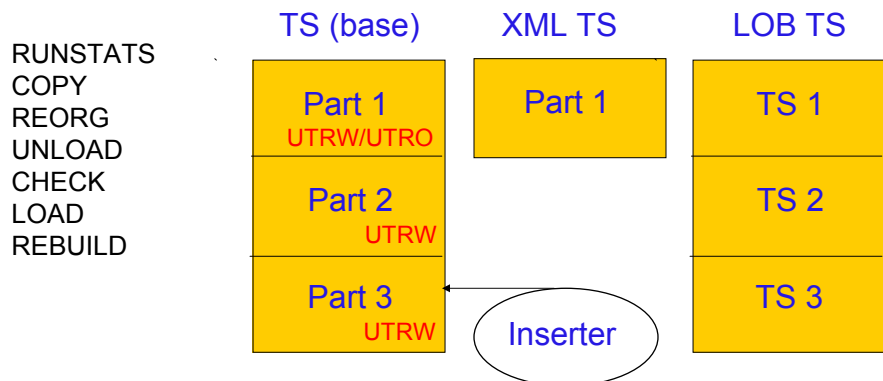 RUNSTATS
COPY
REORG
UNLOAD
CHECK
LOAD
REBUILD
TS (base)
Part 1
UTRW/UTRO
Part 2
UTRW
Part 3
UTRW
XML TS
Part 1
Inserter
LOB TS
TS 1
TS 2
TS 3